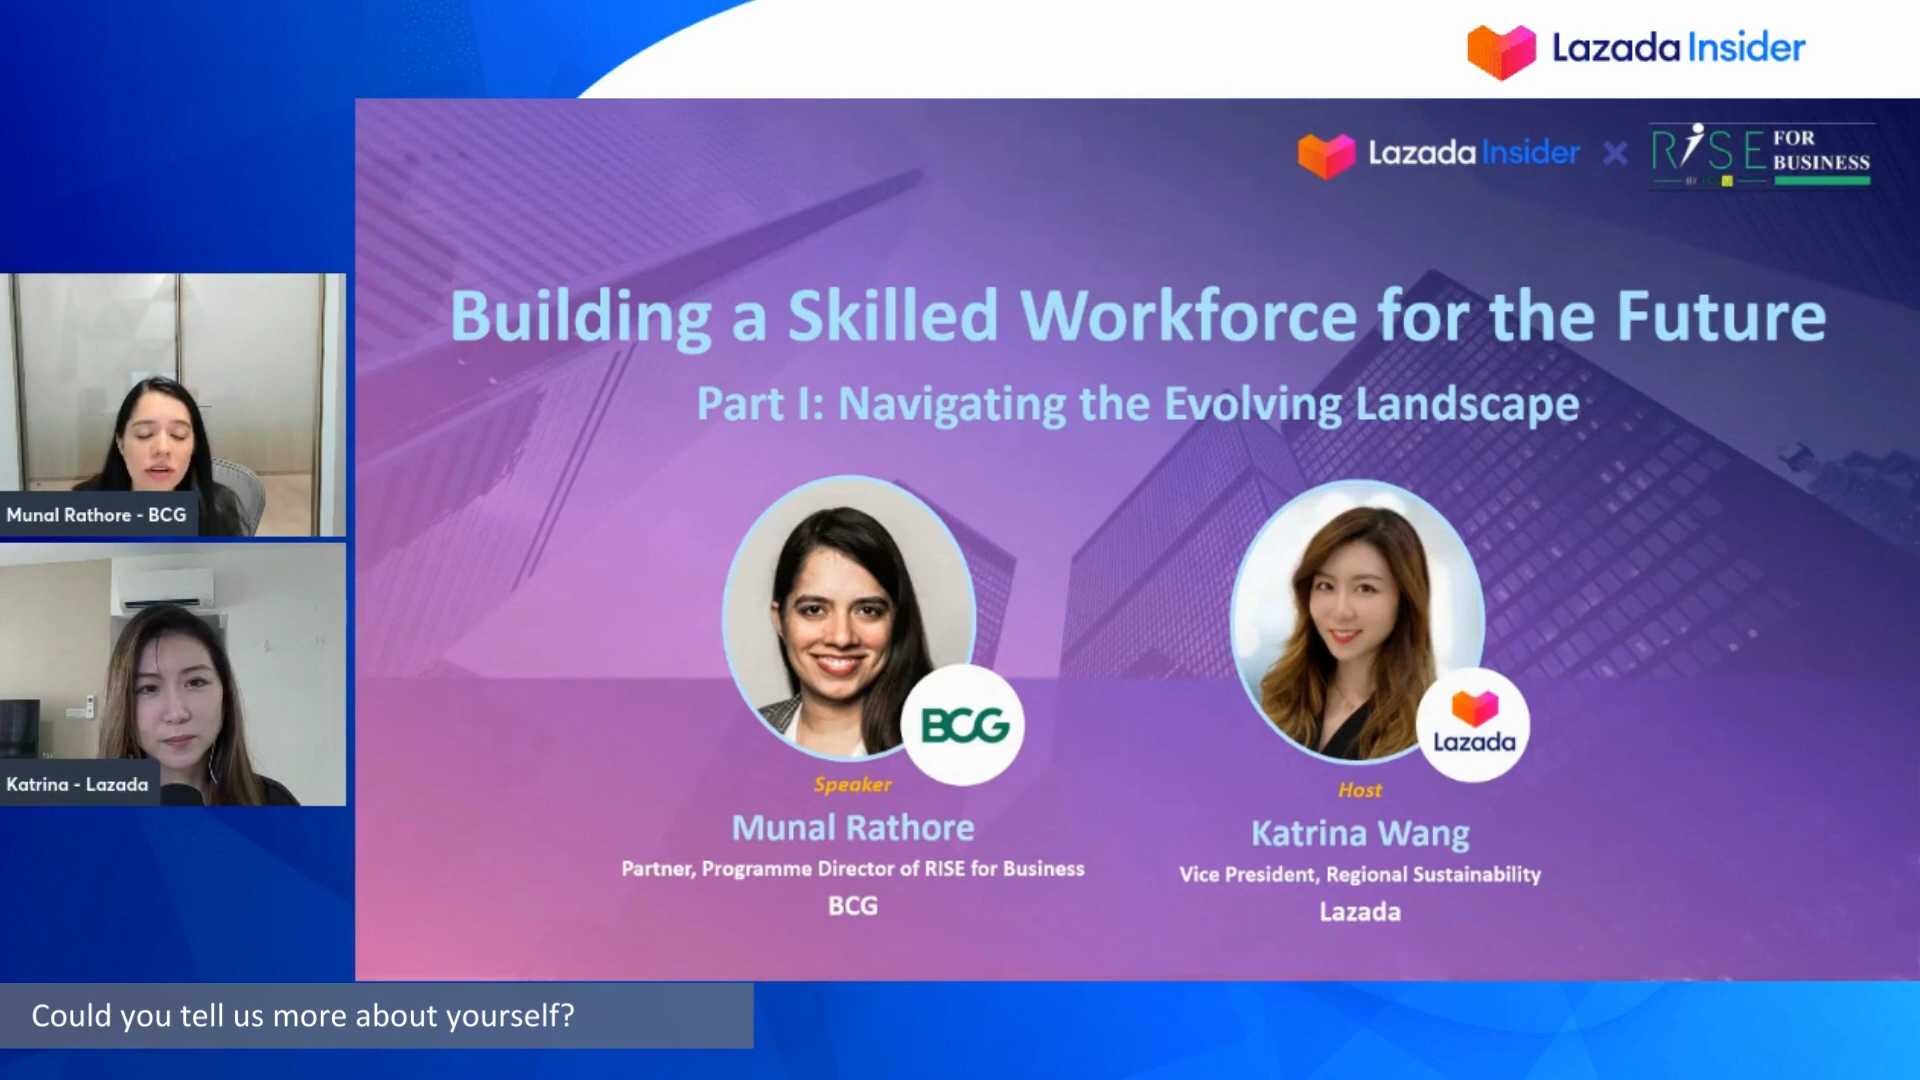 Lazada Insider
Lazada Insider × RISE FOR BUSINESS
BY
Building a Skilled Workforce for the Future
Part I: Navigating the Evolving Landscape
Munal Rathore - BCG
Katrina - Lazada
BCG
Lazada
Speaker
Munal Rathore
Partner, Programme Director of RISE for Business
BCG
Host
Katrina Wang
Vice President, Regional Sustainability
Lazada
Could you tell us more about yourself?